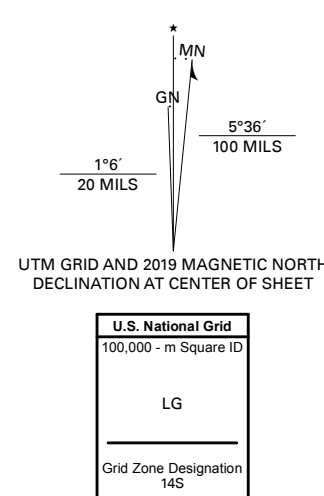 ★
MN
GN
5°36´
100 MILS
1°6´
20 MILS
UTM GRID AND 2019 MAGNETIC NORTH
DECLINATION AT CENTER OF SHEET
U.S. National Grid
100,000 - m Square ID
LG
Grid Zone Designation
14S